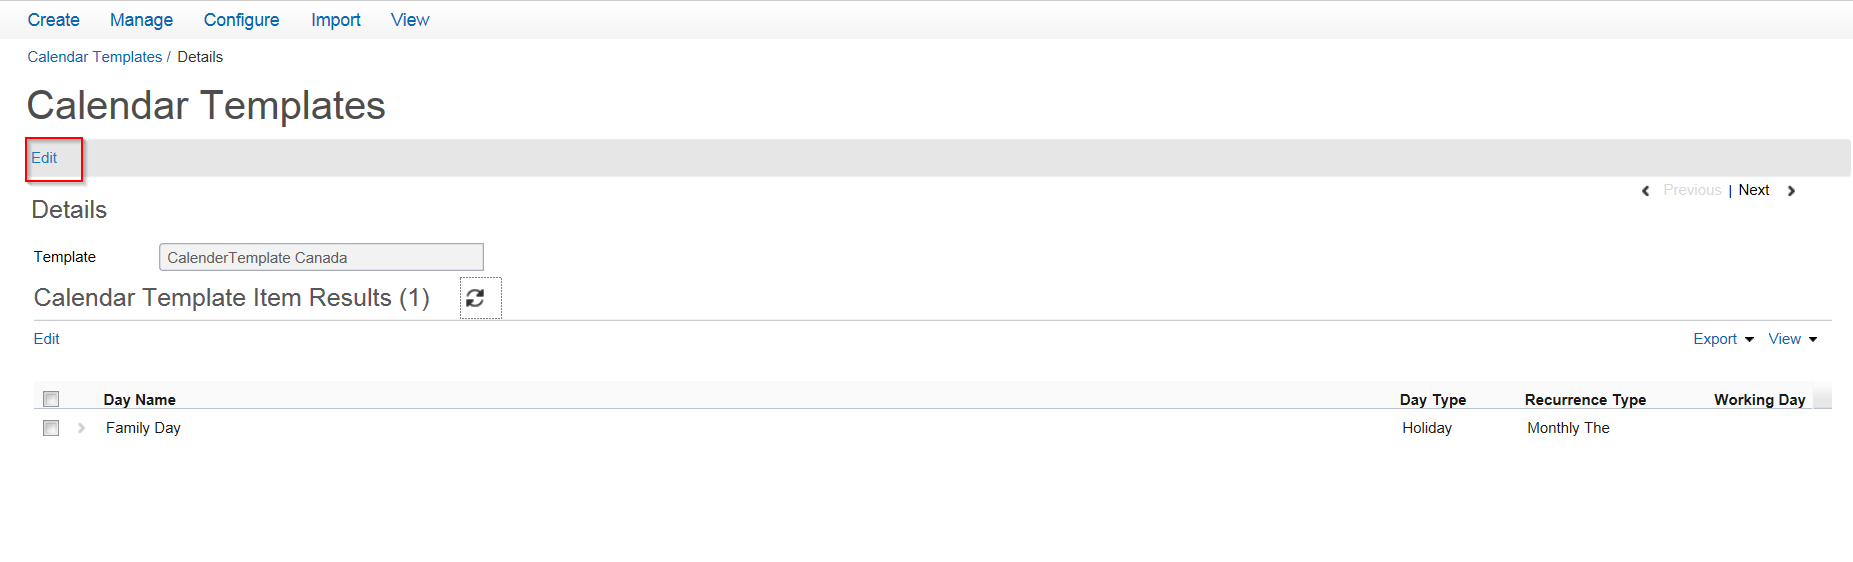 Create Manage Configure Import View
Calendar Templates / Details
Calendar Templates
Edit
Previous | Next
Details
Template CalenderTemplate Canada
Calendar Template Item Results (1)
Edit Export View
Day Name Day Type Recurrence Type Working Day
Family Day Holiday Monthly The